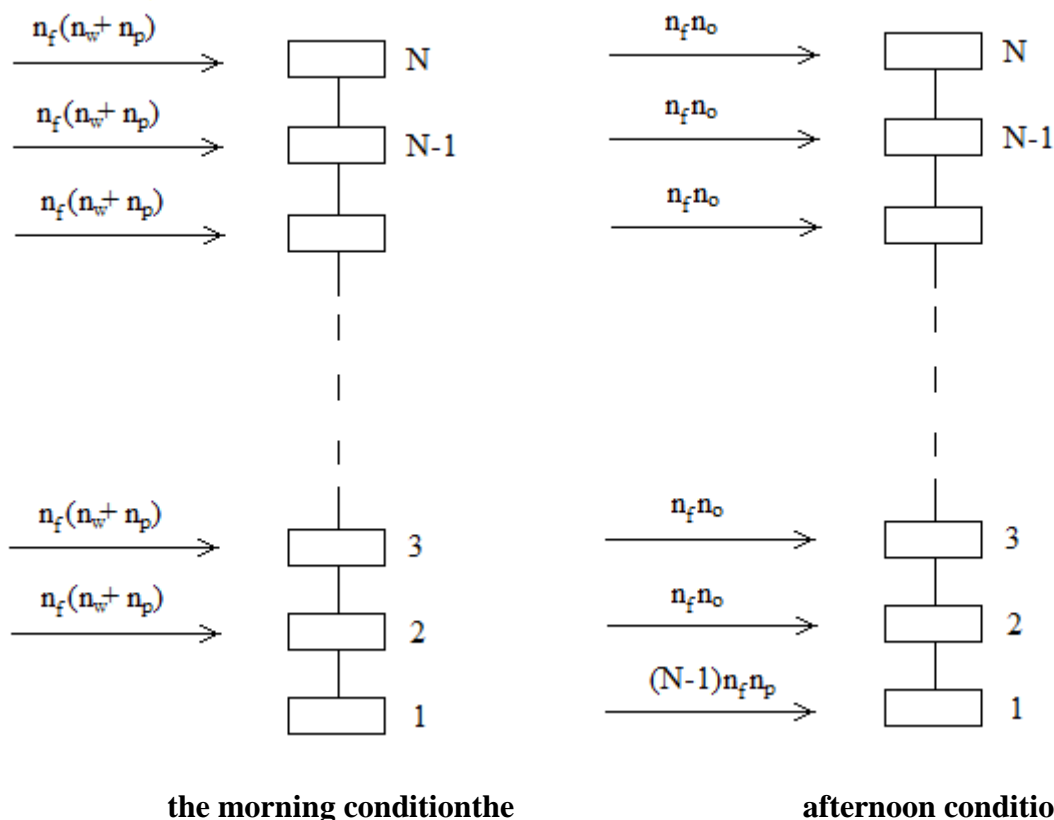 n_f(n_w+ n_p)
N
n_f(n_w+ n_p)
N-1
n_f(n_w+ n_p)
n_f(n_w+ n_p)
3
n_f(n_w+ n_p)
2
1
the morning conditionthe
n_f n_o
N
n_f n_o
N-1
n_f n_o
n_f n_o
3
n_f n_o
2
(N-1)n_f n_p
1
afternoon conditio